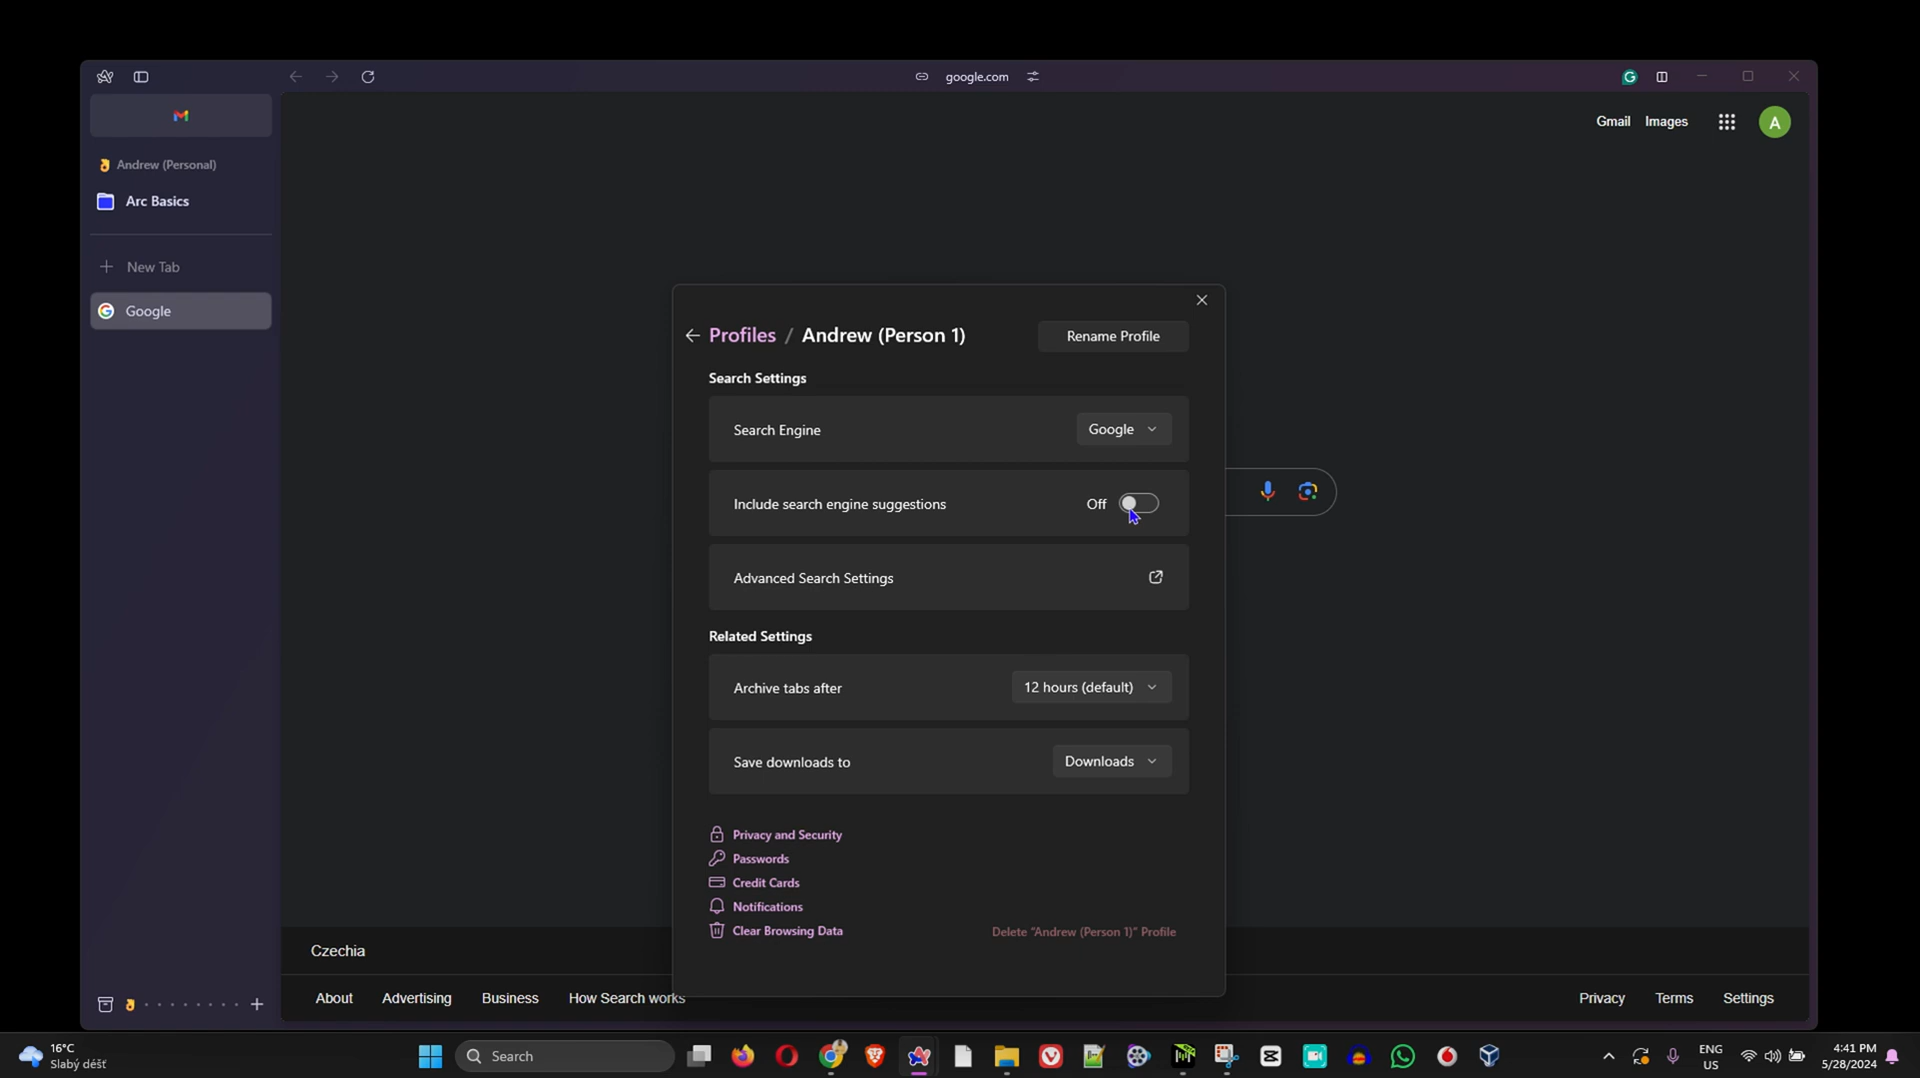 google.com
Gmail Images
A
Andrew (Personal)
Arc Basics
New Tab
Google
Profiles / Andrew (Person 1)
Rename Profile
Search Settings
Search Engine
Google
Include search engine suggestions
Off
Advanced Search Settings
Related Settings
Archive tabs after
12 hours (default)
Save downloads to
Downloads
Privacy and Security
Passwords
Credit Cards
Notifications
Clear Browsing Data
Delete "Andrew (Person 1)" Profile
Czechia
About Advertising Business How Search works
Privacy Terms Settings
16°C
Slabý déšť
Search
ENG
US
4:41 PM
5/28/2024